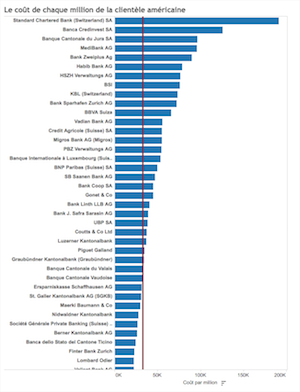 Le coût de chaque million de la clientèle américaine
Standard Chartered Bank (Switzerland) SA
Banca Credinvest SA
Banque Cantonale du Jura SA
MediBank AG
Bank Zweiplus Ag
Habib Bank AG
HSZH Verwaltungs AG
BSI
KBL (Switzerland)
Bank Sparhafen Zurich AG
BBVA Suiza
Vadian Bank AG
Credit Agricole (Suisse) SA
Migros Bank AG (Migros)
PBZ Verwaltungs AG
Banque Internationale à Luxembourg (Suis..
BNP Paribas (Suisse) SA
SB Saanen Bank AG
Bank Coop SA
Gonet & Co
Bank Linth LLB AG
Bank J. Safra Sarasin AG
UBP SA
Coutts & Co Ltd
Luzerner Kantonalbank
Piguet Galland
Graubündner Kantonalbank (Graubündner)
Banque Cantonale du Valais
Banque Cantonale Vaudoise
Ersparniskasse Schaffhausen AG
St. Galler Kantonalbank AG (SGKB)
Maerki Baumann & Co
Nidwaldner Kantonalbank
Société Générale Private Banking (Suisse) ..
Berner Kantonalbank AG
Banca dello Stato del Cantone Ticino
Finter Bank Zurich
Lombard Odier
Valiant Bank AG
0K 50K 100K 150K 200K
Coût par million